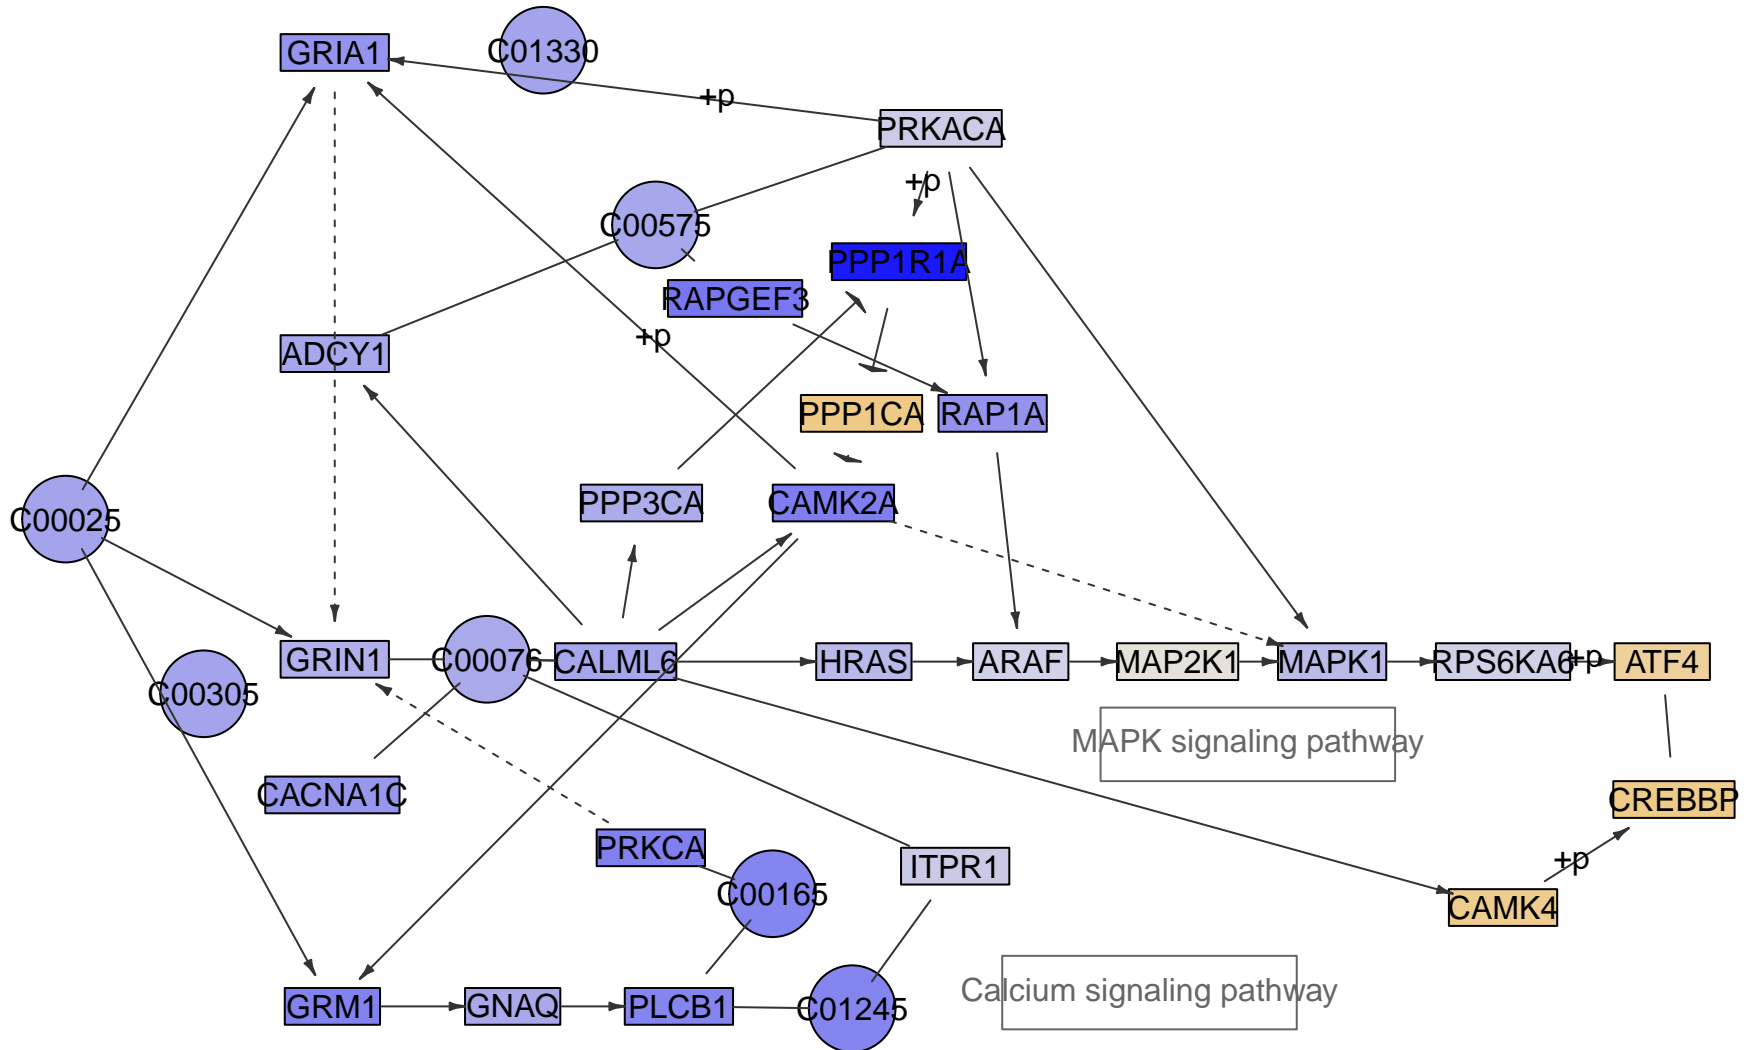 GRIA1
C01330
+p
PRKACA
+p
C00575
PPP1R1A
RAPGEF3
+p
ADCY1
PPP1CA
RAP1A
PPP3CA
CAMK2A
C00025
GRIN1
C00076
CALML6
HRAS
ARAF
MAP2K1
MAPK1
RPS6KA6
+p
ATF4
C00305
MAPK signaling pathway
CACNA1C
CREBBP
PRKCA
ITPR1
+p
C00165
CAMK4
Calcium signaling pathway
GRM1
GNAQ
PLCB1
C01245